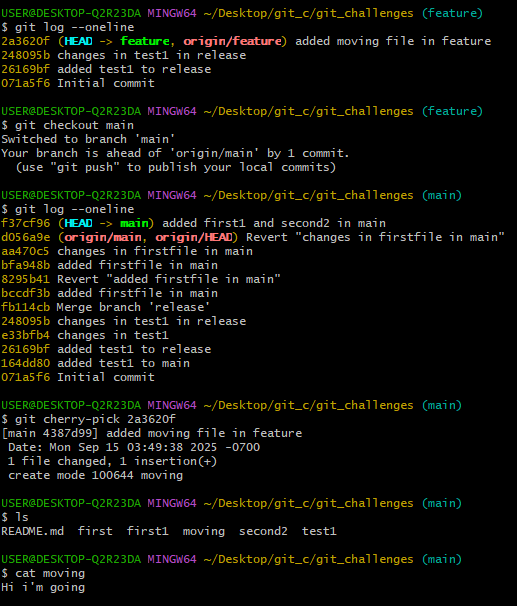 USER@DESKTOP-Q2R23DA MINGW64 ~/Desktop/git_c/git_challenges (feature)
$ git log --oneline
2a3620f (HEAD -> feature, origin/feature) added moving file in feature
248095b changes in test1 in release
26169bf added test1 to release
071a5f6 Initial commit
USER@DESKTOP-Q2R23DA MINGW64 ~/Desktop/git_c/git_challenges (feature)
$ git checkout main
Switched to branch 'main'
Your branch is ahead of 'origin/main' by 1 commit.
(use "git push" to publish your local commits)
USER@DESKTOP-Q2R23DA MINGW64 ~/Desktop/git_c/git_challenges (main)
$ git log --oneline
f37cf96 (HEAD -> main) added first1 and second2 in main
d056a9e (origin/main, origin/HEAD) Revert "changes in firstfile in main"
aa470c5 changes in firstfile in main
bfa948b added firstfile in main
8295b41 Revert "added firstfile in main"
bccdf3b added firstfile in main
fb114cb Merge branch 'release'
248095b changes in test1 in release
e33bfb4 changes in test1
26169bf added test1 to release
164dd80 added test1 to main
071a5f6 Initial commit
USER@DESKTOP-Q2R23DA MINGW64 ~/Desktop/git_c/git_challenges (main)
$ git cherry-pick 2a3620f
[main 4387d99] added moving file in feature
Date: Mon Sep 15 03:49:38 2025 -0700
1 file changed, 1 insertion(+)
create mode 100644 moving
USER@DESKTOP-Q2R23DA MINGW64 ~/Desktop/git_c/git_challenges (main)
$ ls
README.md first first1 moving second2 test1
USER@DESKTOP-Q2R23DA MINGW64 ~/Desktop/git_c/git_challenges (main)
$ cat moving
Hi i'm going